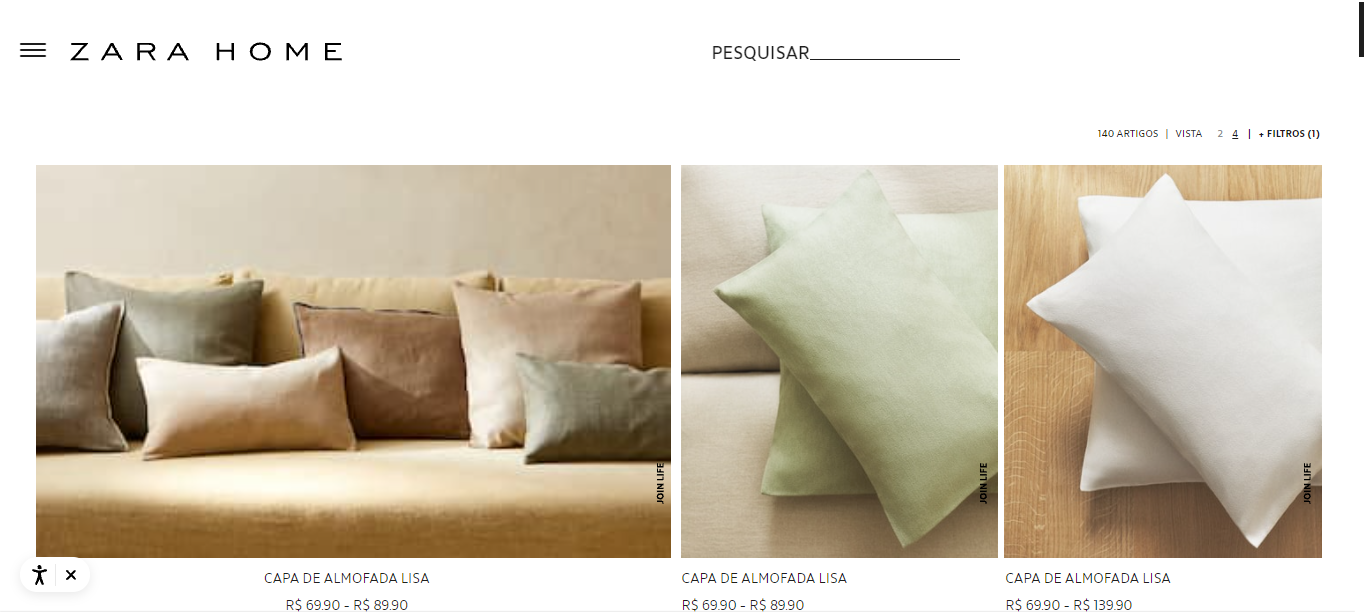 ZARA HOME
PESQUISAR
140 ARTIGOS | VISTA 2 4 | + FILTROS (1)
JOIN LIFE
JOIN LIFE
JOIN LIFE
CAPA DE ALMOFADA LISA
R$ 69.90 - R$ 89.90
CAPA DE ALMOFADA LISA
R$ 69.90 - R$ 89.90
CAPA DE ALMOFADA LISA
R$ 69.90 - R$ 139.90